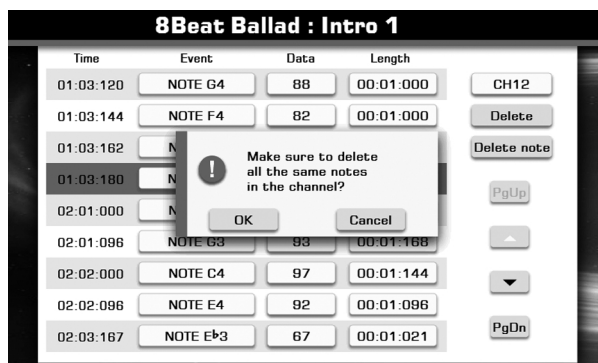 8Beat Ballad : Intro 1
Time Event Data Length
01:03:120 NOTE G4 88 00:01:000 CH12
01:03:144 NOTE F4 82 00:01:000 Delete
01:03:162 N Delete note
Make sure to delete
all the same notes
in the channel?
01:03:180 N
PgUp
02:01:000 N
OK Cancel
02:01:096 NOTE G3 93 00:01:168
02:02:000 NOTE C4 97 00:01:144
02:02:096 NOTE E4 92 00:01:096
02:03:167 NOTE E♭3 67 00:01:021 PgDn